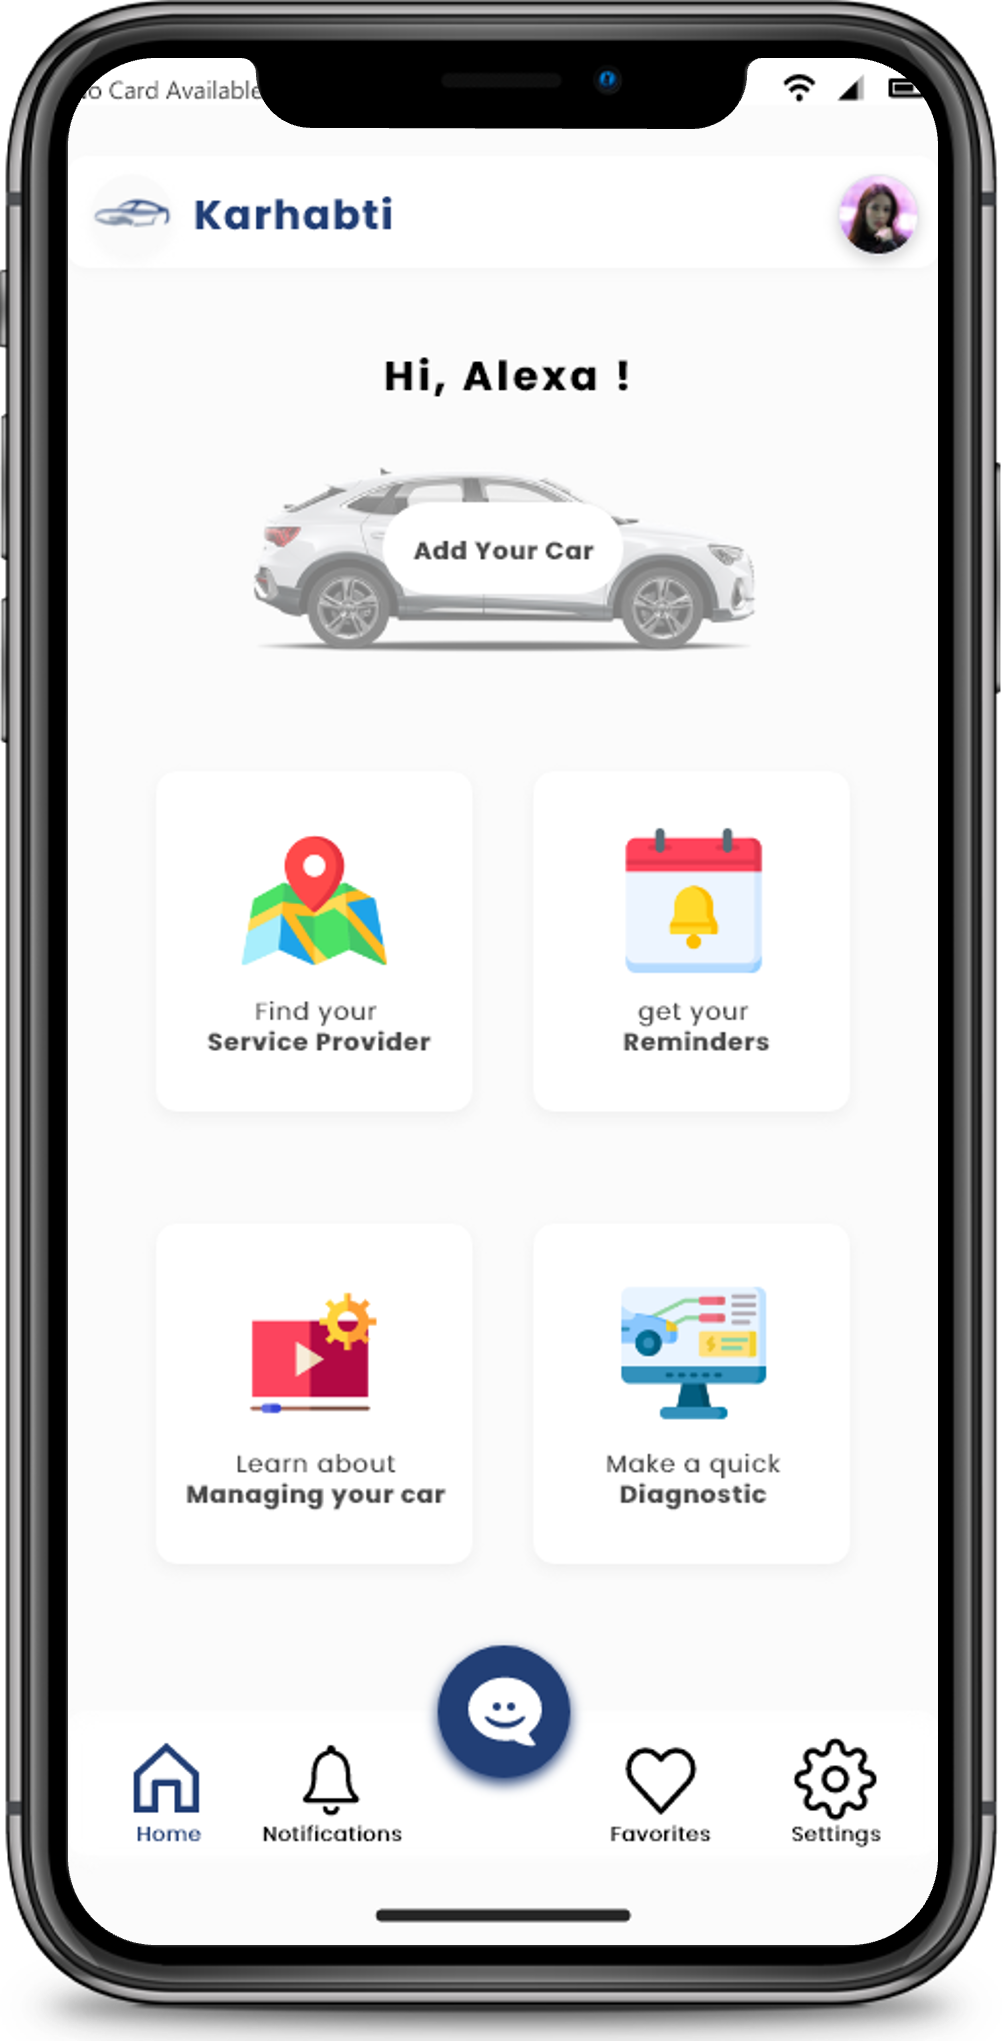 Card Available
Karhabti
Hi, Alexa !
Add Your Car
Find your
Service Provider
get your
Reminders
Learn about
Managing your car
Make a quick
Diagnostic
Home
Notifications
Favorites
Settings